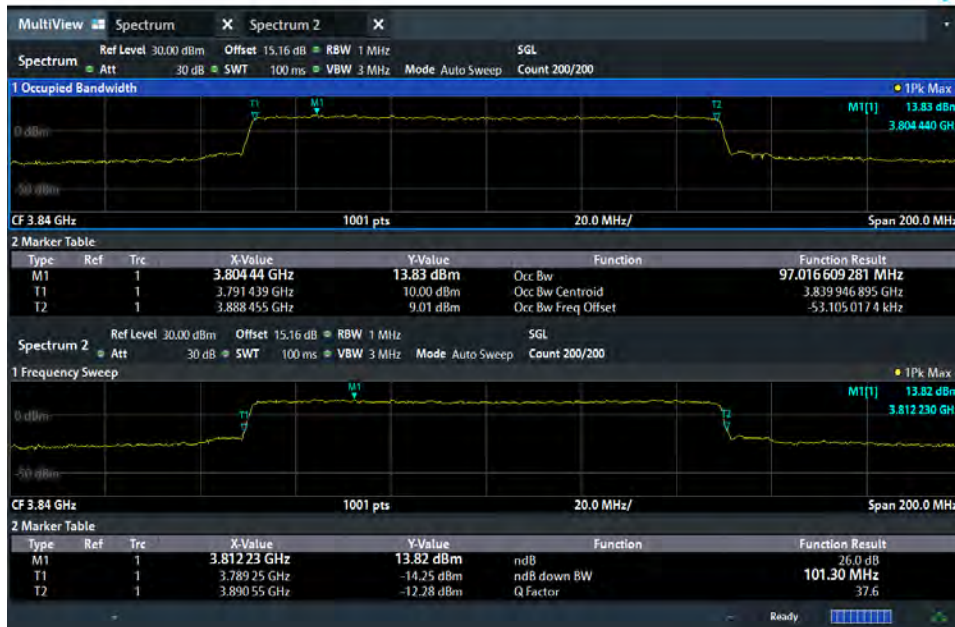 MultiView Spectrum X Spectrum 2 X
Ref Level 30.00 dBm Offset 15.16 dB RBW 1 MHz SGL
Spectrum Att 30 dB SWT 100 ms VBW 3 MHz Mode Auto Sweep Count 200/200
1 Occupied Bandwidth 1Pk Max
T1 M1 T2 M1[1] 13.83 dBm
3.804 440 GH
0 dBm
-50 dBm
CF 3.84 GHz 1001 pts 20.0 MHz/ Span 200.0 MHz
2 Marker Table
Type Ref Trc X-Value Y-Value Function Function Result
M1 1 3.804 44 GHz 13.83 dBm Occ Bw 97.016 609 281 MHz
T1 1 3.791 439 GHz 10.00 dBm Occ Bw Centroid 3.839 946 895 GHz
T2 1 3.888 455 GHz 9.01 dBm Occ Bw Freq Offset -53.105 017 4 kHz
Ref Level 30.00 dBm Offset 15.16 dB RBW 1 MHz SGL
Spectrum 2 Att 30 dB SWT 100 ms VBW 3 MHz Mode Auto Sweep Count 200/200
1 Frequency Sweep 1Pk Max
M1 M1[1] 13.82 dBm
3.812 230 GH
0 dBm T1 T2
-50 dBm
CF 3.84 GHz 1001 pts 20.0 MHz/ Span 200.0 MHz
2 Marker Table
Type Ref Trc X-Value Y-Value Function Function Result
M1 1 3.812 23 GHz 13.82 dBm ndB 26.0 dB
T1 1 3.789 25 GHz -14.25 dBm ndB down BW 101.30 MHz
T2 1 3.890 55 GHz -12.28 dBm Q Factor 37.6
Ready